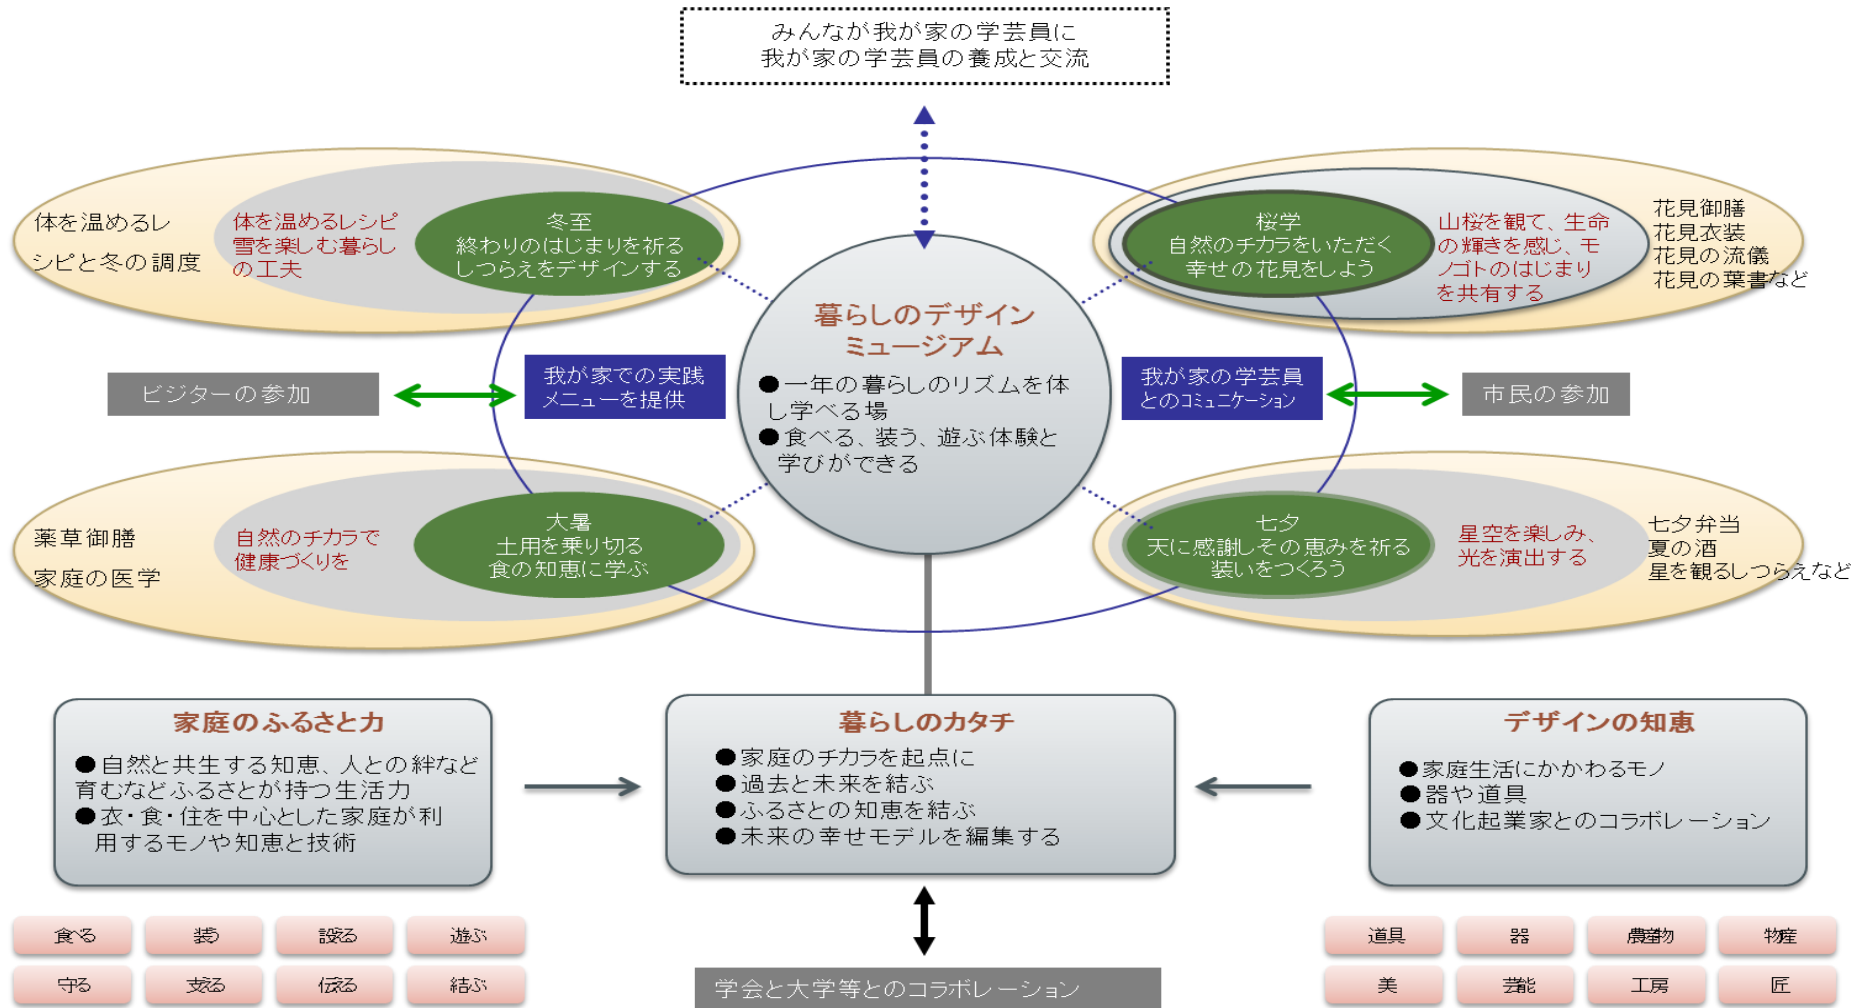 みんなが我が家の学芸員に
我が家の学芸員の養成と交流
体を温めるレ
シピと冬の調度
体を温めるレシピ
雪を楽しむ暮らし
の工夫
冬至
終わりのはじまりを祈る
しつらえをデザインする
桜学
自然のチカラをいただく
幸せの花見をしよう
山桜を観て、生命
の輝きを感じ、モ
ノゴトのはじまり
を共有する
花見御膳
花見衣装
花見の流儀
花見の葉書など
暮らしのデザイン
ミュージアム
●一年の暮らしのリズムを体
し学べる場
●食べる、装う、遊ぶ体験と
学びができる
ビジターの参加
我が家での実践
メニューを提供
我が家の学芸員
とのコミュニケーション
市民の参加
薬草御膳
家庭の医学
自然のチカラで
健康づくりを
大暑
土用を乗り切る
食の知恵に学ぶ
七夕
天に感謝しその恵みを祈る
装いをつくろう
星空を楽しみ、
光を演出する
七夕弁当
夏の酒
星を観るしつらえなど
家庭のふるさと力
●自然と共生する知恵、人との絆など
育むなどふるさとが持つ生活力
●衣・食・住を中心とした家庭が利
用するモノや知恵と技術
暮らしのカタチ
●家庭のチカラを起点に
●過去と未来を結ぶ
●ふるさとの知恵を結ぶ
●未来の幸せモデルを編集する
デザインの知恵
●家庭生活にかかわるモノ
●器や道具
●文化起業家とのコラボレーション
食べる
装う
設える
遊ぶ
守る
支える
伝える
結ぶ
学会と大学等とのコラボレーション
道具
器
農産物
物産
美
芸能
工房
匠